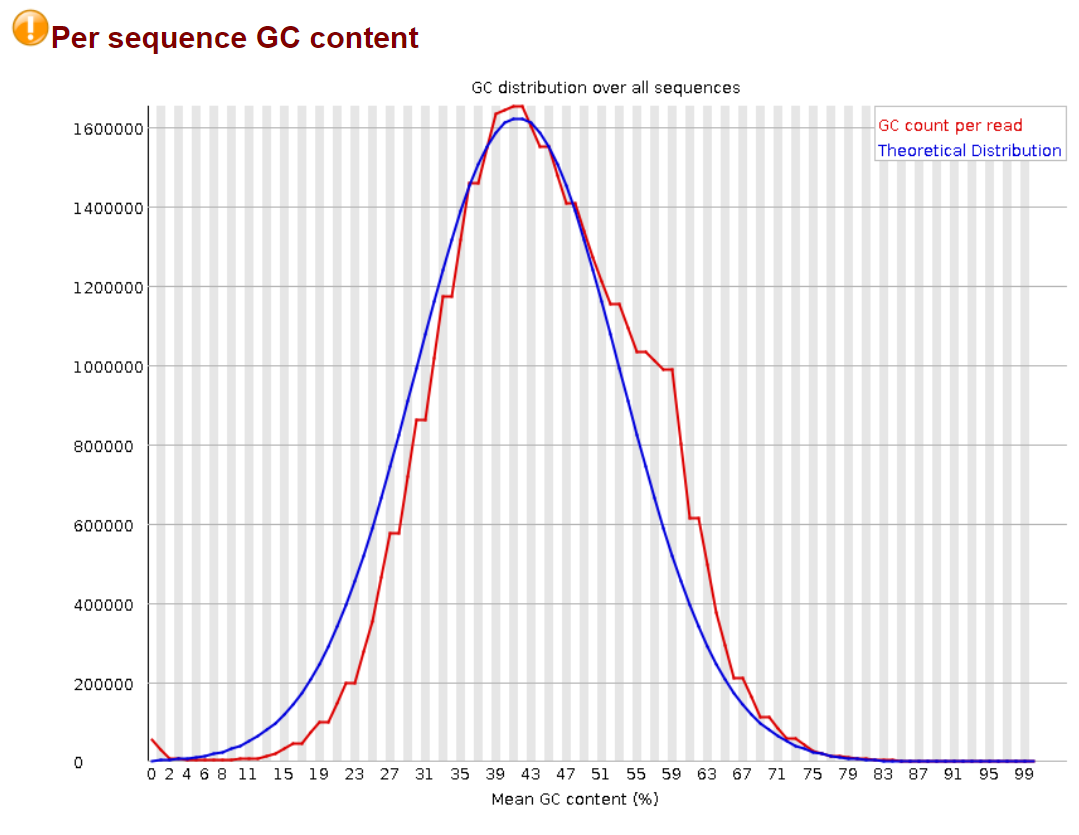 Per sequence GC content
GC distribution over all sequences
GC count per read
Theoretical Distribution
1600000
1400000
1200000
1000000
800000
600000
400000
200000
0
0 2 4 6 8 11 15 19 23 27 31 35 39 43 47 51 55 59 63 67 71 75 79 83 87 91 95 99
Mean GC content (%)